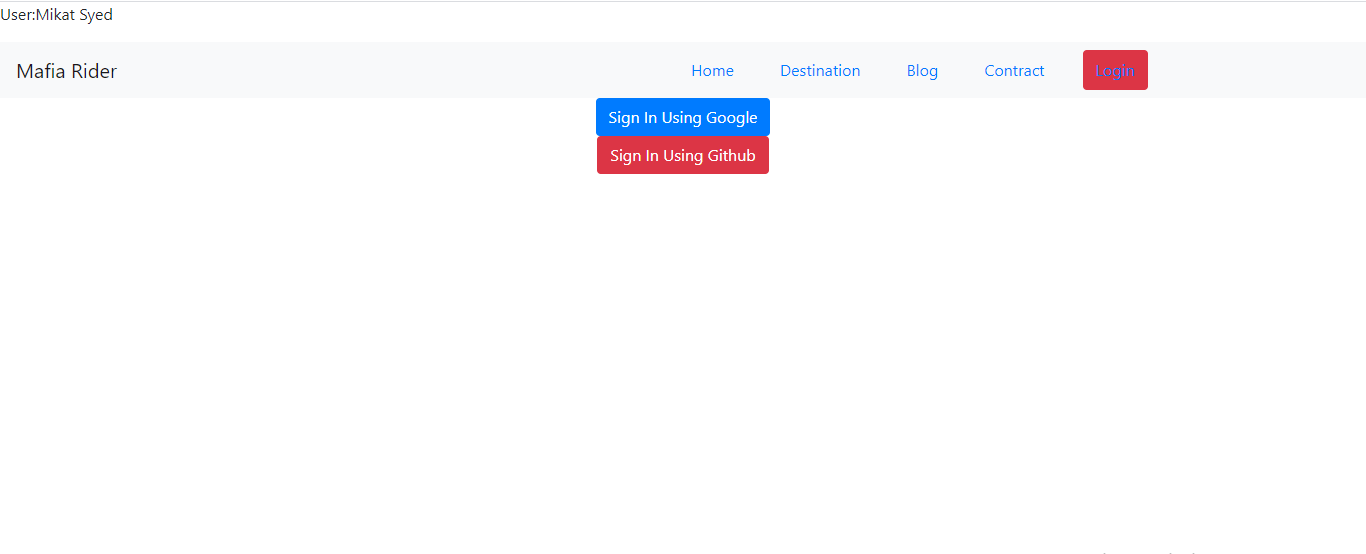 User:Mikat Syed
Mafia Rider Home Destination Blog Contract Login
Sign In Using Google
Sign In Using Github